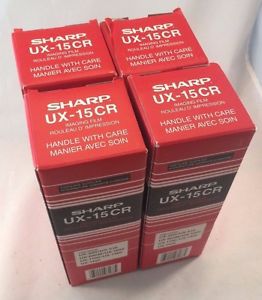 SHARP
UX-15CR
IMAGING FILM
ROULEAU D' IMPRESSION
HANDLE WITH CARE
MANIER AVEC SOIN
SHARP
UX-15CR
IMAGING FILM
ROULEAU D' IMPRESSION
HANDLE WITH CARE
MANIER AVEC SOIN
SHARP
UX-15CR
IMAGING FILM
ROULEAU D' IMPRESSION
HANDLE WITH CARE
MANIER AVEC SOIN
SHARP
UX-15CR
IMAGING FILM
ROULEAU D' IMPRESSION
HANDLE WITH CARE
MANIER AVEC SOIN
SHARP
UX-15CR
SHARP
UX-15CR